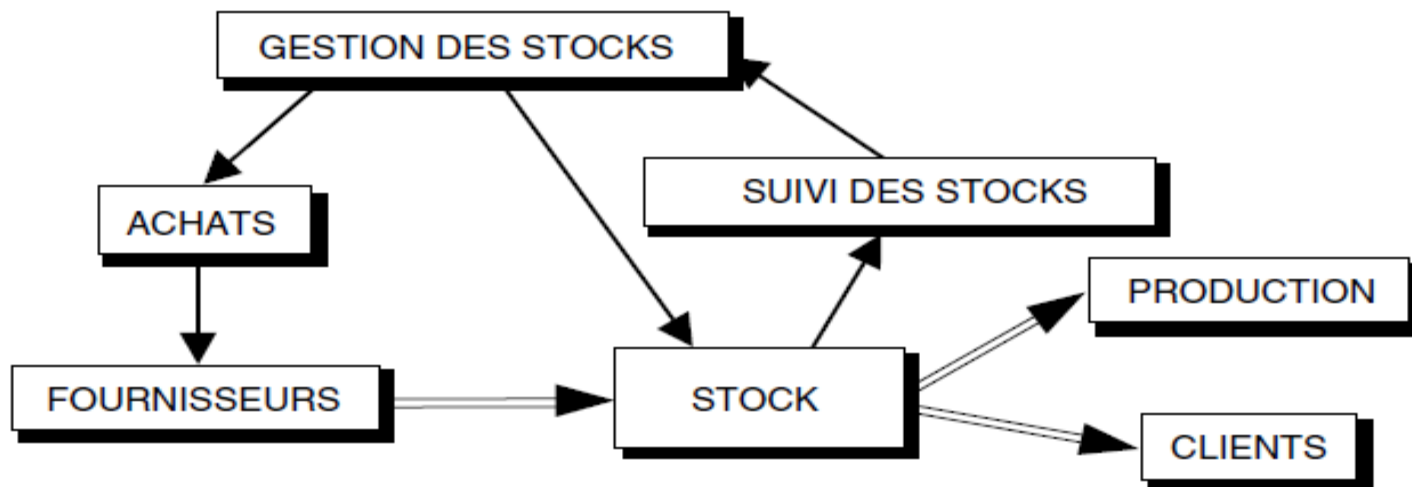 GESTION DES STOCKS
SUIVI DES STOCKS
ACHATS
PRODUCTION
FOURNISSEURS
STOCK
CLIENTS